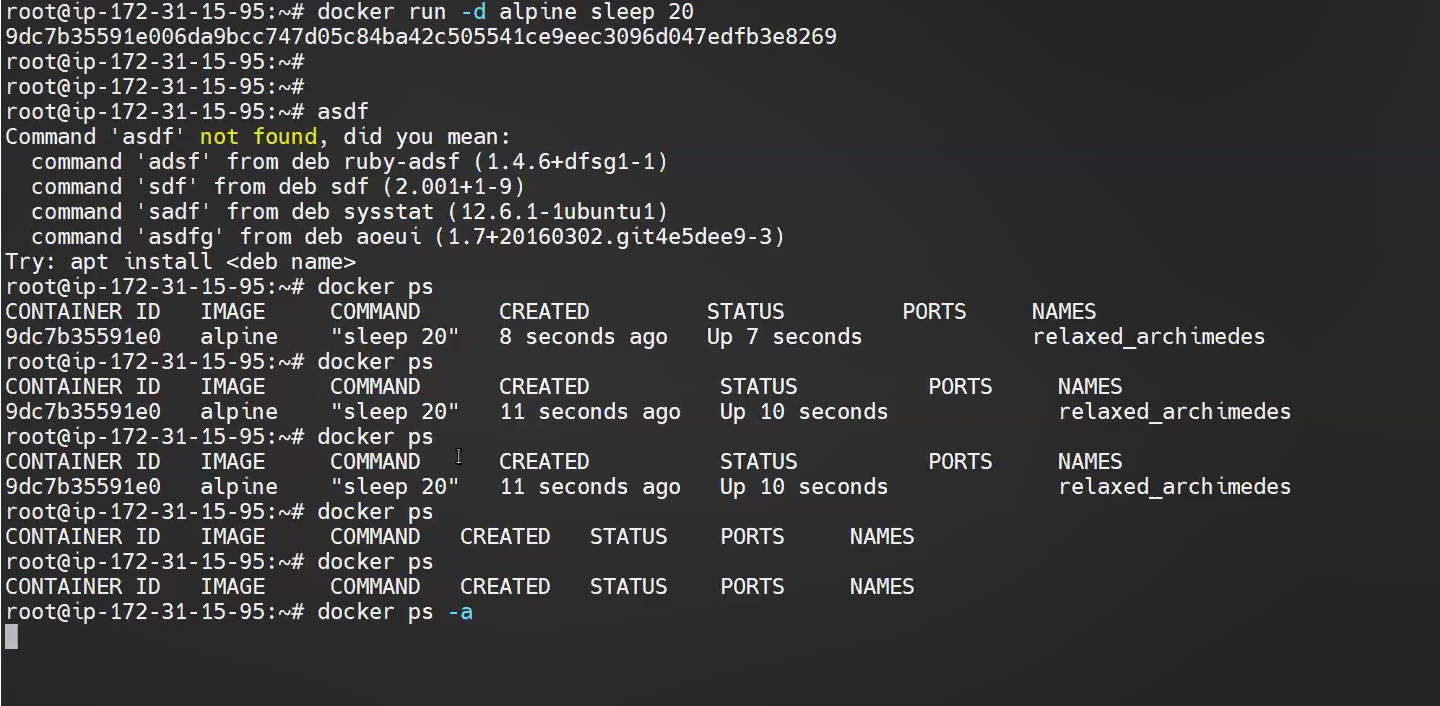 root@ip-172-31-15-95:~# docker run -d alpine sleep 20
9dc7b35591e006da9bcc747d05c84ba42c505541ce9eec3096d047edfb3e8269
root@ip-172-31-15-95:~#
root@ip-172-31-15-95:~#
root@ip-172-31-15-95:~# asdf
Command 'asdf' not found, did you mean:
  command 'adsf' from deb ruby-adsf (1.4.6+dfsg1-1)
  command 'sdf' from deb sdf (2.001+1-9)
  command 'sadf' from deb sysstat (12.6.1-1ubuntu1)
  command 'asdfg' from deb aoeui (1.7+20160302.git4e5dee9-3)
Try: apt install <deb name>
root@ip-172-31-15-95:~# docker ps
CONTAINER ID   IMAGE     COMMAND      CREATED         STATUS         PORTS     NAMES
9dc7b35591e0   alpine    "sleep 20"   8 seconds ago   Up 7 seconds             relaxed_archimedes
root@ip-172-31-15-95:~# docker ps
CONTAINER ID   IMAGE     COMMAND      CREATED          STATUS          PORTS     NAMES
9dc7b35591e0   alpine    "sleep 20"   11 seconds ago   Up 10 seconds             relaxed_archimedes
root@ip-172-31-15-95:~# docker ps
CONTAINER ID   IMAGE     COMMAND      CREATED          STATUS          PORTS     NAMES
9dc7b35591e0   alpine    "sleep 20"   11 seconds ago   Up 10 seconds             relaxed_archimedes
root@ip-172-31-15-95:~# docker ps
CONTAINER ID   IMAGE     COMMAND   CREATED   STATUS    PORTS     NAMES
root@ip-172-31-15-95:~# docker ps
CONTAINER ID   IMAGE     COMMAND   CREATED   STATUS    PORTS     NAMES
root@ip-172-31-15-95:~# docker ps -a